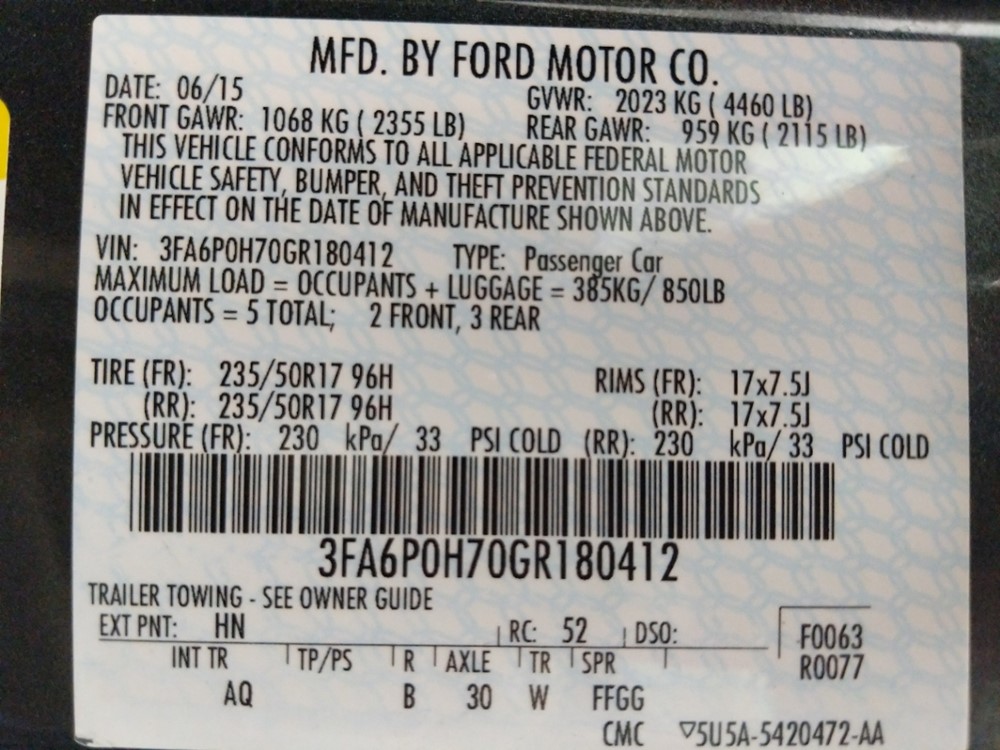 MFD. BY FORD MOTOR CO.
DATE: 06/15 GVWR: 2023 KG ( 4460 LB)
FRONT GAWR: 1068 KG ( 2355 LB) REAR GAWR: 959 KG ( 2115 LB)
THIS VEHICLE CONFORMS TO ALL APPLICABLE FEDERAL MOTOR
VEHICLE SAFETY, BUMPER, AND THEFT PREVENTION STANDARDS
IN EFFECT ON THE DATE OF MANUFACTURE SHOWN ABOVE.
VIN: 3FA6P0H70GR180412 TYPE: Passenger Car
MAXIMUM LOAD = OCCUPANTS + LUGGAGE = 385KG/ 850LB
OCCUPANTS = 5 TOTAL; 2 FRONT, 3 REAR
TIRE (FR): 235/50R17 96H RIMS (FR): 17x7.5J
(RR): 235/50R17 96H (RR): 17x7.5J
PRESSURE (FR): 230 kPa/ 33 PSI COLD (RR): 230 kPa/ 33 PSI COLD
3FA6P0H70GR180412
TRAILER TOWING - SEE OWNER GUIDE
EXT PNT: HN RC: 52 DSO: F0063
INT TR TP/PS R AXLE TR SPR R0077
AQ B 30 W FFGG
CMC ▽5U5A-5420472-AA